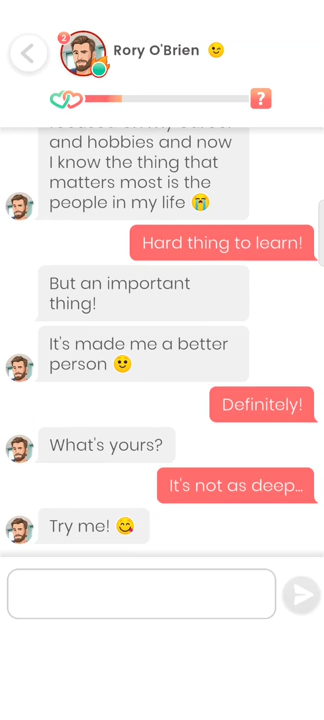 2
Rory O'Brien 😉
?
and hobbies and now
I know the thing that
matters most is the
people in my life 😭
Hard thing to learn!
But an important
thing!
It's made me a better
person 🙂
Definitely!
What's yours?
It's not as deep...
Try me! 😋